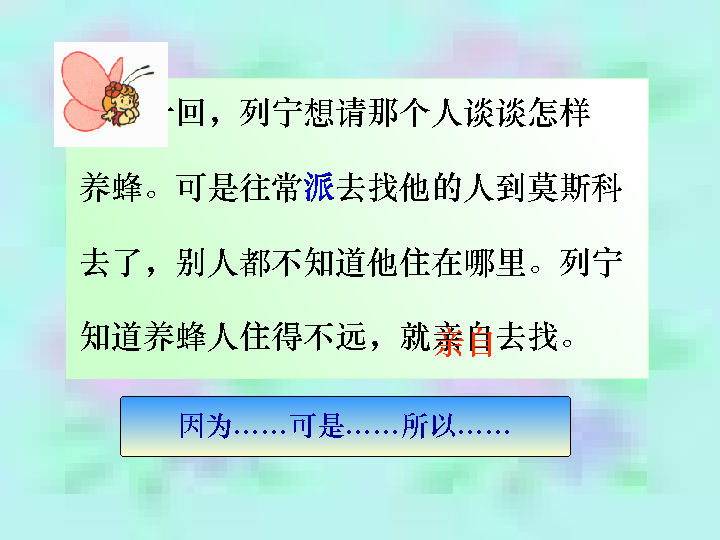 一回，列宁想请那个人谈谈怎样
养蜂。可是往常派去找他的人到莫斯科
去了，别人都不知道他住在哪里。列宁
知道养蜂人住得不远，就亲自去找。
因为……可是……所以……